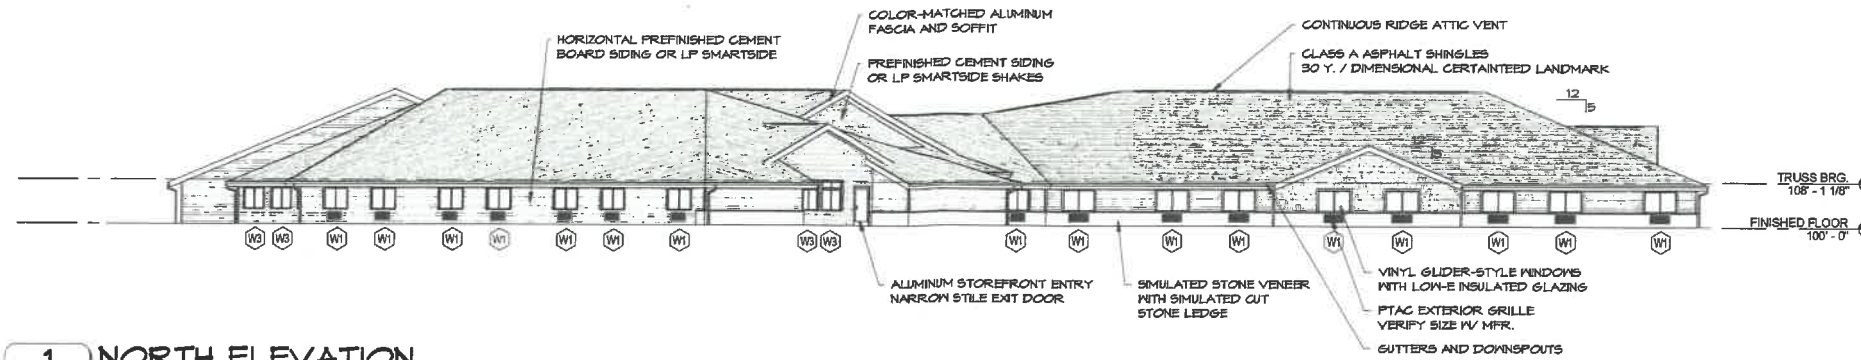 COLOR-MATCHED ALUMINUM
FASCIA AND SOFFIT
CONTINUOUS RIDGE ATTIC VENT
HORIZONTAL PREFINISHED CEMENT
BOARD SIDING OR LP SMARTSIDE
CLASS A ASPHALT SHINGLES
30 Y. / DIMENSIONAL CERTAINTEED LANDMARK
PREFINISHED CEMENT SIDING
OR LP SMARTSIDE SHAKES
12
5
TRUSS BRG.
108' - 1 1/8"
FINISHED FLOOR
100' - 0"
W3 W3 W1 W1 W1 W1 W1 W1 W1 W3 W3 W1 W1 W1 W1 W1 W1 W1 W1 W1
ALUMINUM STOREFRONT ENTRY
NARROW STILE EXIT DOOR
SIMULATED STONE VENEER
WITH SIMULATED CUT
STONE LEDGE
VINYL GLIDER-STYLE WINDOWS
WITH LOW-E INSULATED GLAZING
PTAC EXTERIOR GRILLE
VERIFY SIZE W/ MFR.
GUTTERS AND DOWNSPOUTS
1 NORTH ELEVATION